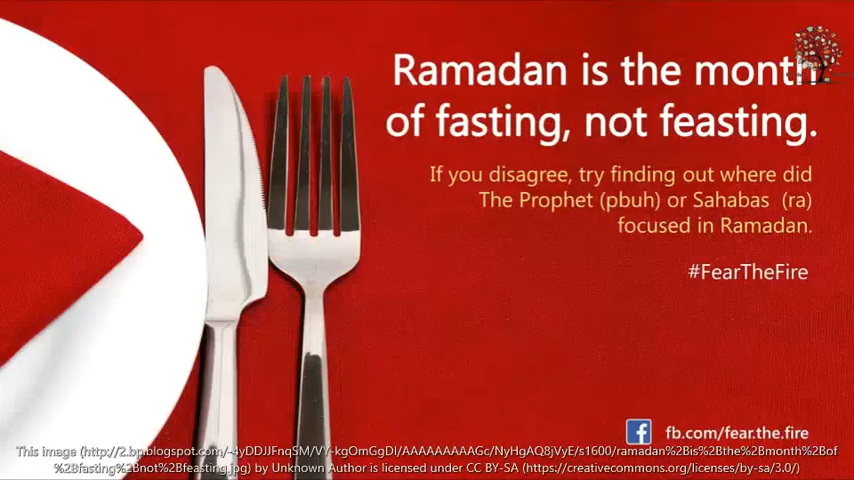 Ramadan is the month
of fasting, not feasting.
If you disagree, try finding out where did
The Prophet (pbuh) or Sahabas (ra)
focused in Ramadan.
#FearTheFire
fb.com/fear.the.fire
This image (http://2.bp.blogspot.com/-4yDDJJFnqSM/VY-kgOmGgDI/AAAAAAAAAGc/NyHgAQ8jVyE/s1600/ramadan%2Bis%2Bthe%2Bmonth%2Bof
%2Bfasting%2Bnot%2Bfeasting.jpg) by Unknown Author is licensed under CC BY-SA (https://creativecommons.org/licenses/by-sa/3.0/)